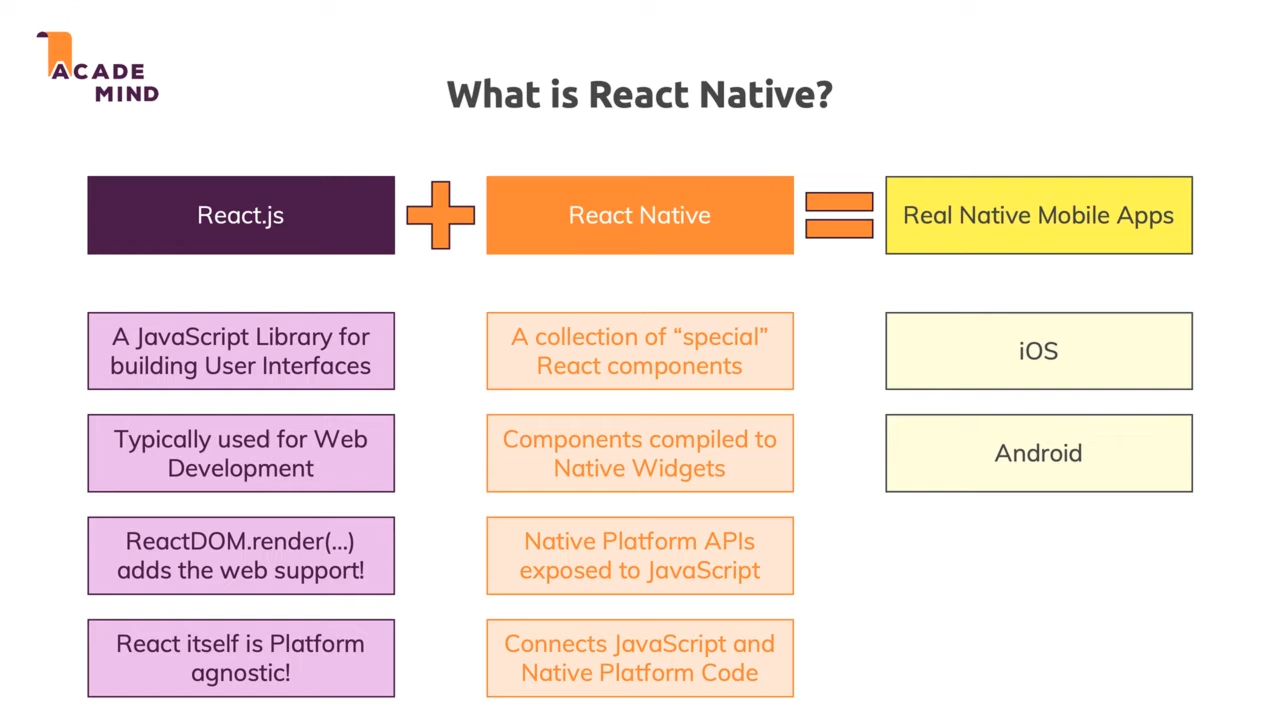 ACADE
MIND
What is React Native?
React.js
React Native
Real Native Mobile Apps
A JavaScript Library for
building User Interfaces
A collection of “special”
React components
iOS
Typically used for Web
Development
Components compiled to
Native Widgets
Android
ReactDOM.render(...)
adds the web support!
Native Platform APIs
exposed to JavaScript
React itself is Platform
agnostic!
Connects JavaScript and
Native Platform Code